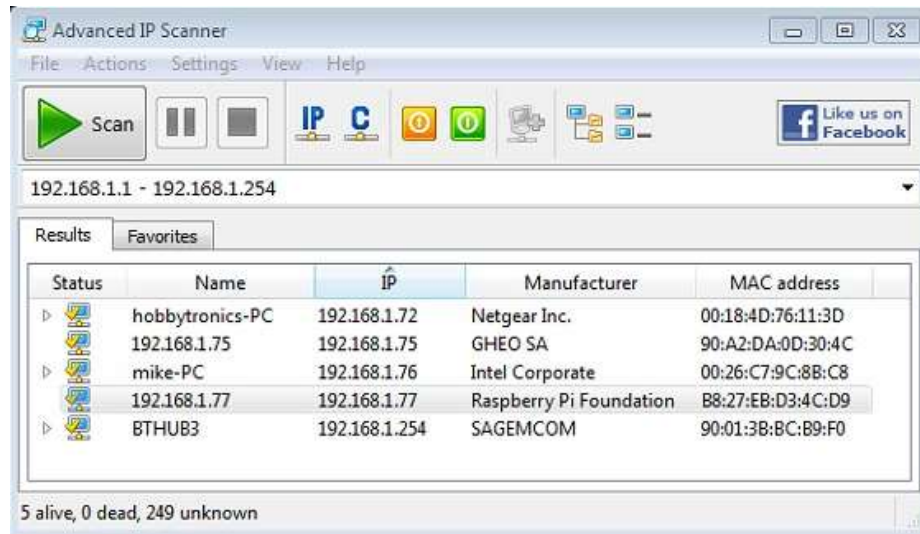 Advanced IP Scanner
File Actions Settings View Help
Scan IP C Like us on
Facebook
192.168.1.1 - 192.168.1.254
Results Favorites
Status Name IP Manufacturer MAC address
hobbytronics-PC 192.168.1.72 Netgear Inc. 00:18:4D:76:11:3D
192.168.1.75 192.168.1.75 GHEO SA 90:A2:DA:0D:30:4C
mike-PC 192.168.1.76 Intel Corporate 00:26:C7:9C:8B:C8
192.168.1.77 192.168.1.77 Raspberry Pi Foundation B8:27:EB:D3:4C:D9
BTHUB3 192.168.1.254 SAGEMCOM 90:01:3B:BC:B9:F0
5 alive, 0 dead, 249 unknown